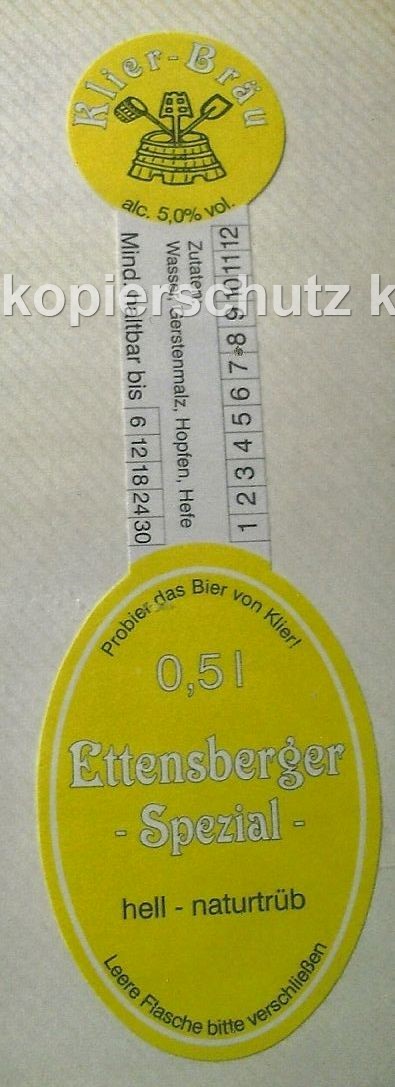 Klier-Bräu
alc. 5,0% vol.
kopierschutz k
Mind. haltbar bis 6 12 18 24 30
Zutaten:
Wasser, Gerstenmalz, Hopfen, Hefe
1 2 3 4 5 6 7 8 9 10 11 12
Probier das Bier von Klier!
0,5 l
Ettensberger
- Spezial -
hell - naturtrüb
Leere Flasche bitte verschließen